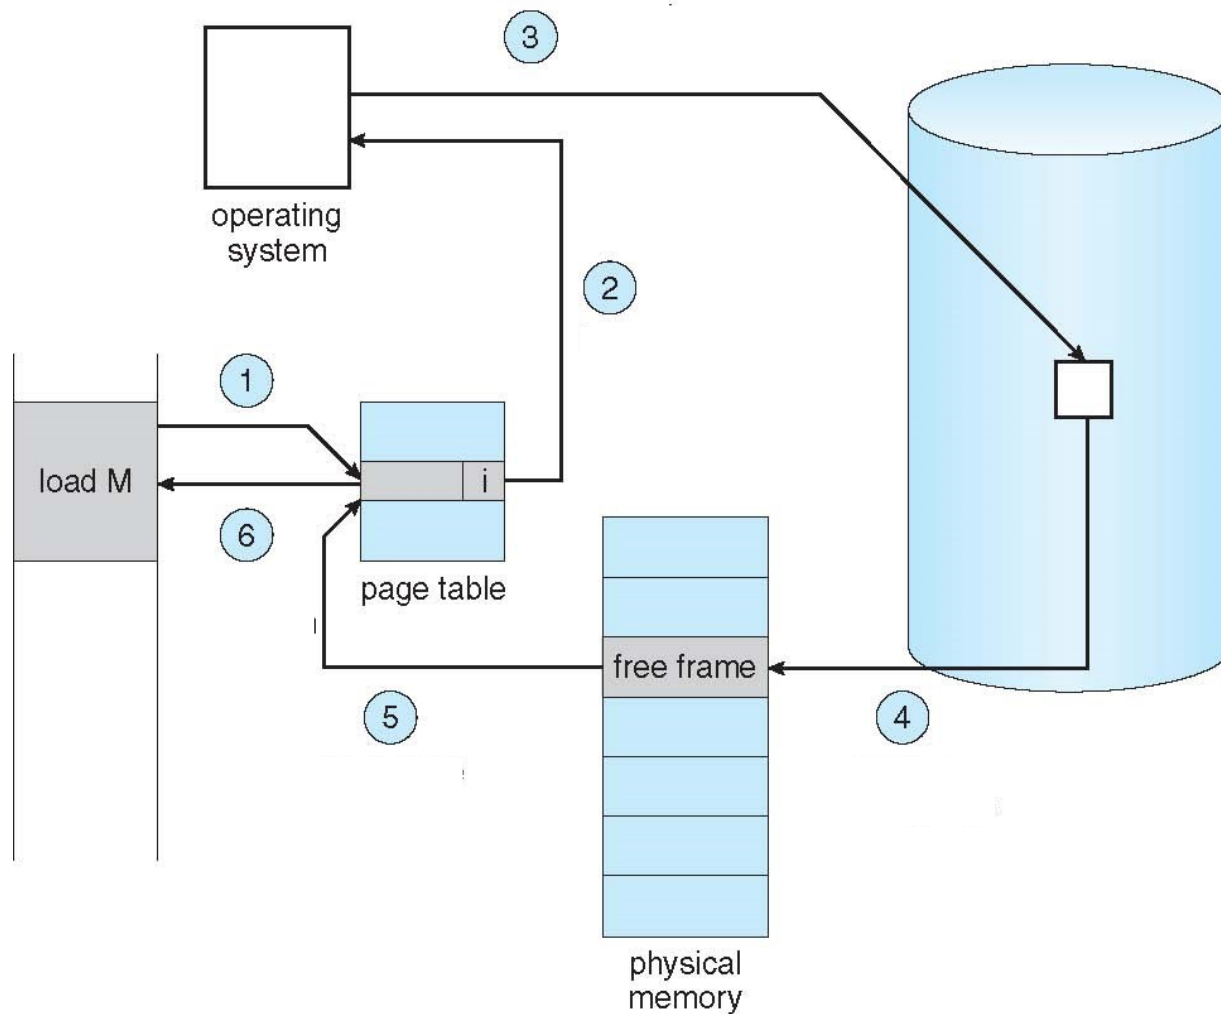 3
operating
system
2
1
load M
i
6
page table
free frame
5
4
physical
memory